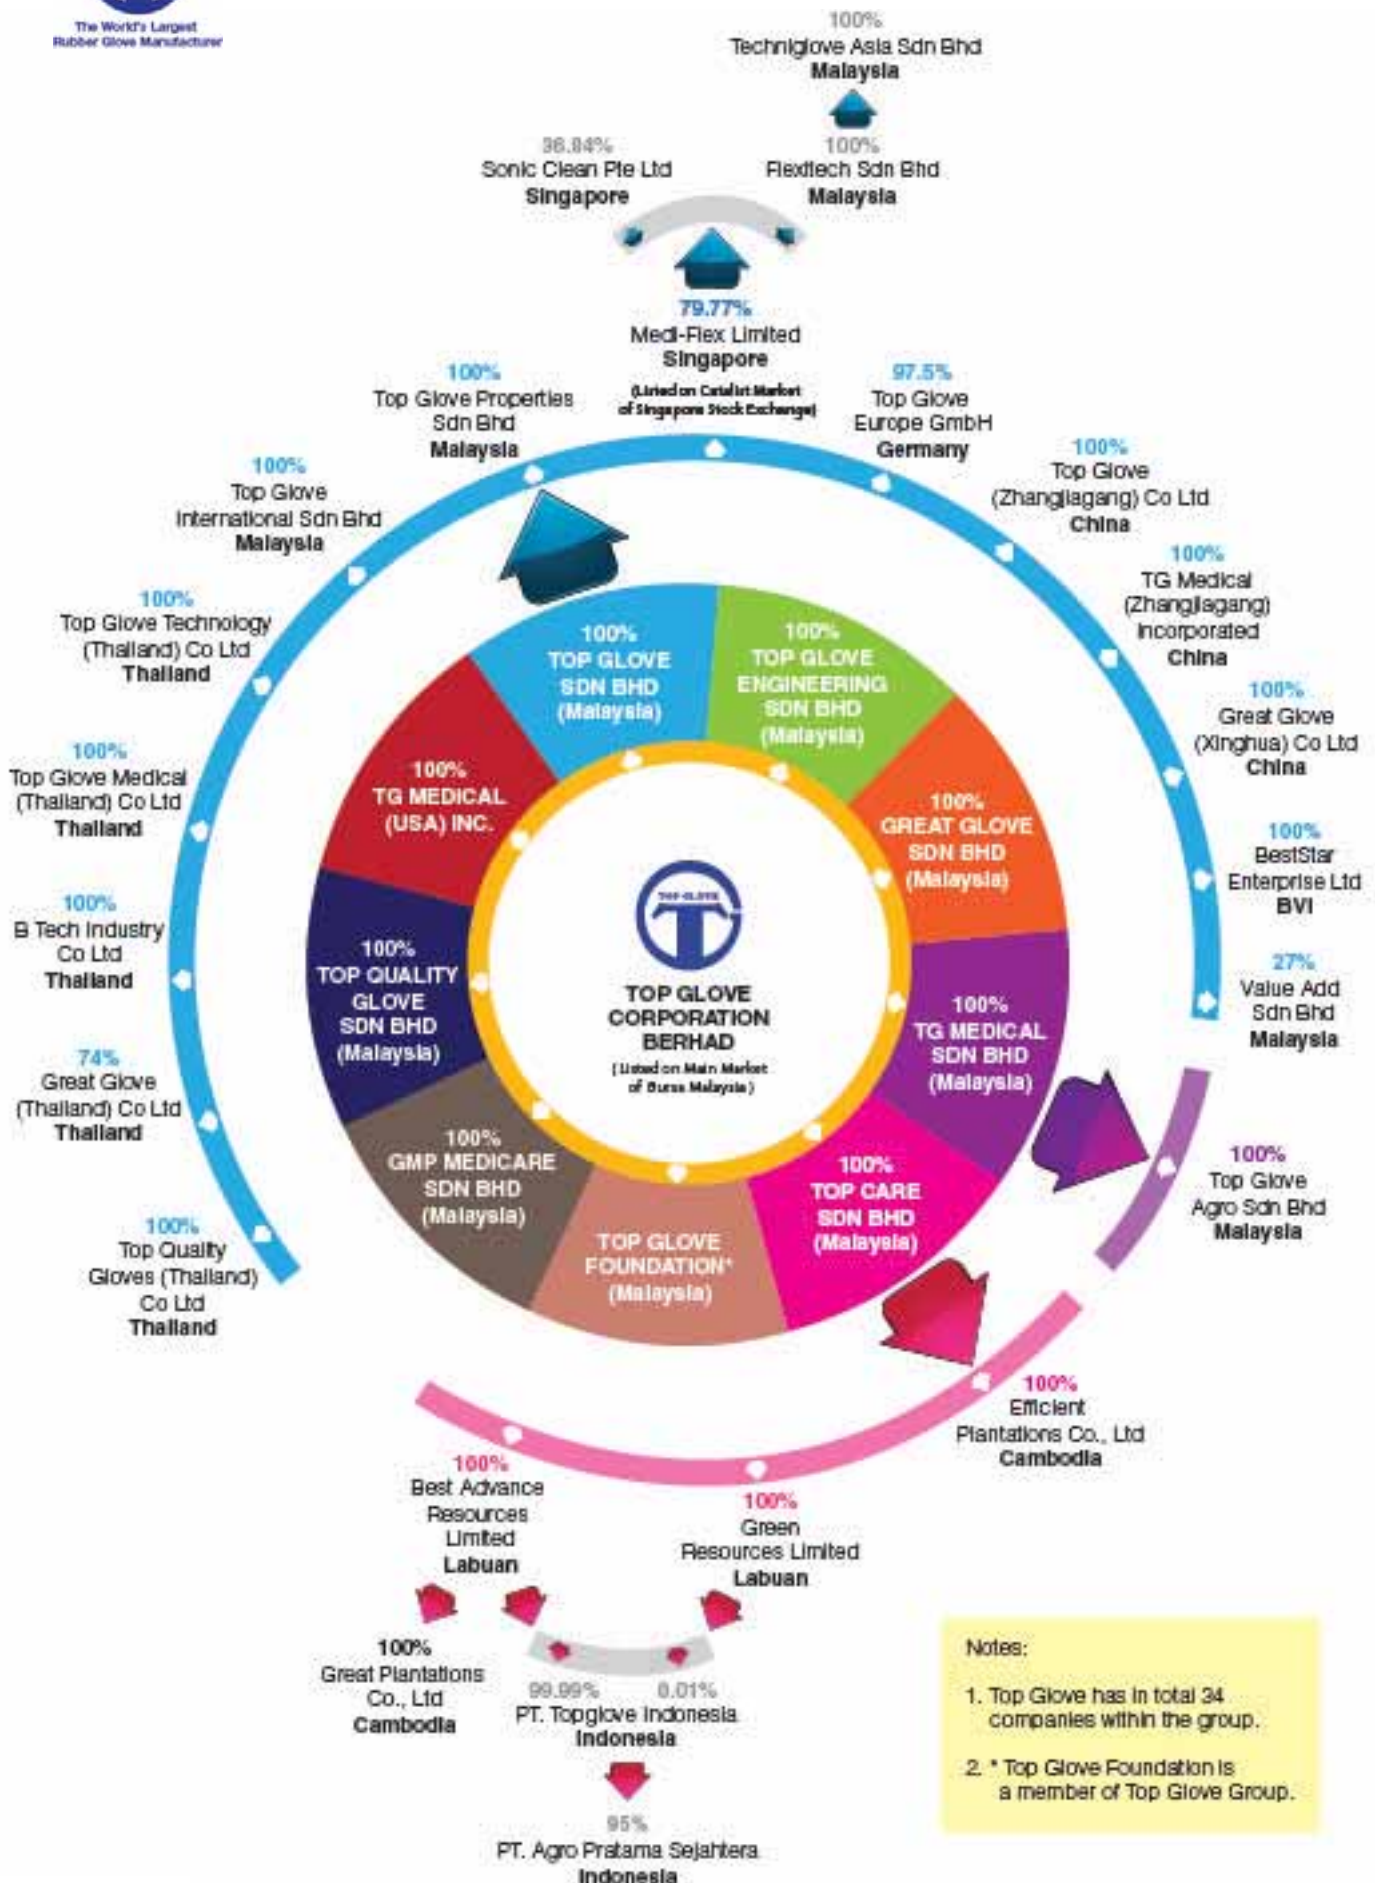 The World's Largest
Rubber Glove Manufacturer
100%
Techniglove Asia Sdn Bhd
Malaysia
36.84%
Sonic Clean Pte Ltd
Singapore
100%
Flexitech Sdn Bhd
Malaysia
79.77%
Medi-Flex Limited
Singapore
(Listed on Catalist Market
of Singapore Stock Exchange)
100%
Top Glove Properties
Sdn Bhd
Malaysia
97.5%
Top Glove
Europe GmbH
Germany
100%
Top Glove
International Sdn Bhd
Malaysia
100%
Top Glove
(Zhangjiagang) Co Ltd
China
100%
Top Glove Technology
(Thailand) Co Ltd
Thailand
100%
TG Medical
(Zhangjiagang)
Incorporated
China
100%
Top Glove Medical
(Thailand) Co Ltd
Thailand
100%
Great Glove
(Xinghua) Co Ltd
China
100%
B Tech Industry
Co Ltd
Thailand
100%
BestStar
Enterprise Ltd
BVI
74%
Great Glove
(Thailand) Co Ltd
Thailand
27%
Value Add
Sdn Bhd
Malaysia
100%
Top Quality
Gloves (Thailand)
Co Ltd
Thailand
100%
TOP GLOVE
SDN BHD
(Malaysia)
100%
TOP GLOVE
ENGINEERING
SDN BHD
(Malaysia)
100%
GREAT GLOVE
SDN BHD
(Malaysia)
100%
TG MEDICAL
SDN BHD
(Malaysia)
100%
TOP CARE
SDN BHD
(Malaysia)
TOP GLOVE
FOUNDATION*
(Malaysia)
100%
GMP MEDICARE
SDN BHD
(Malaysia)
100%
TOP QUALITY
GLOVE
SDN BHD
(Malaysia)
100%
TG MEDICAL
(USA) INC.
TOP GLOVE
TOP GLOVE
CORPORATION
BERHAD
(Listed on Main Market
of Bursa Malaysia)
100%
Top Glove
Agro Sdn Bhd
Malaysia
100%
Efficient
Plantations Co., Ltd
Cambodia
100%
Best Advance
Resources
Limited
Labuan
100%
Green
Resources Limited
Labuan
100%
Great Plantations
Co., Ltd
Cambodia
99.99% 0.01%
PT. Topglove Indonesia
Indonesia
95%
PT. Agro Pratama Sejahtera
Indonesia
Notes:
1. Top Glove has in total 34
companies within the group.
2. * Top Glove Foundation is
a member of Top Glove Group.